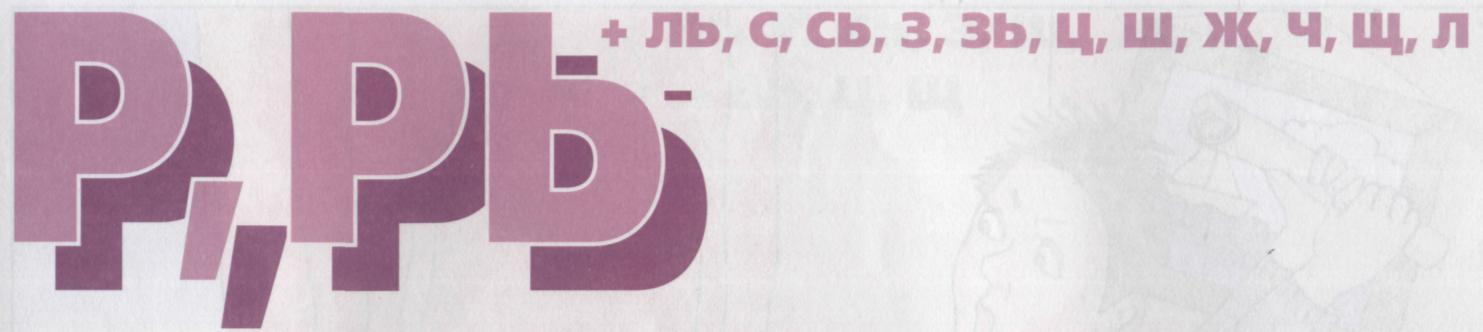 Р, РЬ
+ ЛЬ, С, СЬ, З, ЗЬ, Ц, Ш, Ж, Ч, Щ, Л
-